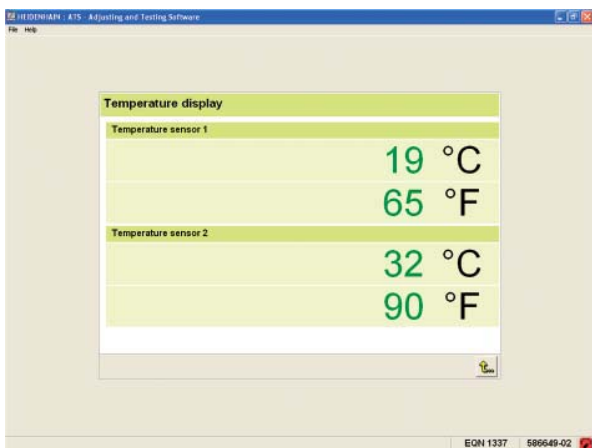 HEIDENHAIN : ATS - Adjusting and Testing Software
File Help
Temperature display
Temperature sensor 1
19 °C
65 °F
Temperature sensor 2
32 °C
90 °F
EQN 1337 586649-02